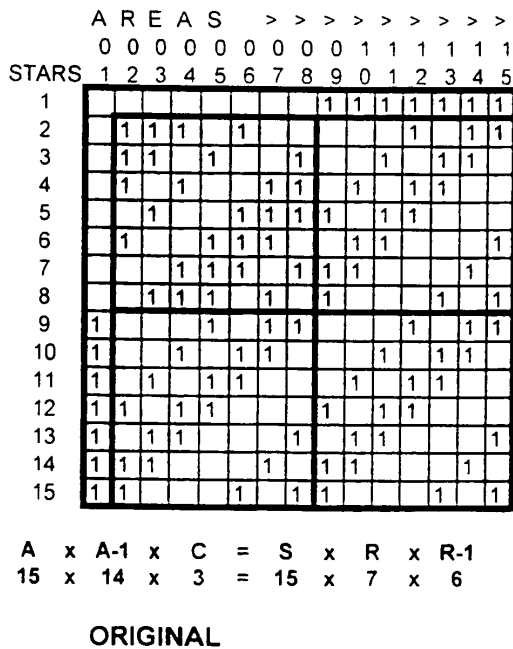 A R E A S > > > > > > > > >
0 0 0 0 0 0 0 0 0 1 1 1 1 1 1
STARS 1 2 3 4 5 6 7 8 9 0 1 2 3 4 5
1 1 1 1 1 1 1 1
2 1 1 1 1 1 1 1
3 1 1 1 1 1 1 1
4 1 1 1 1 1 1 1
5 1 1 1 1 1 1 1
6 1 1 1 1 1 1 1
7 1 1 1 1 1 1 1
8 1 1 1 1 1 1 1
9 1 1 1 1 1 1 1
10 1 1 1 1 1 1 1
11 1 1 1 1 1 1 1
12 1 1 1 1 1 1 1
13 1 1 1 1 1 1 1
14 1 1 1 1 1 1 1
15 1 1 1 1 1 1 1
A x A-1 x C = S x R x R-1
15 x 14 x 3 = 15 x 7 x 6
ORIGINAL